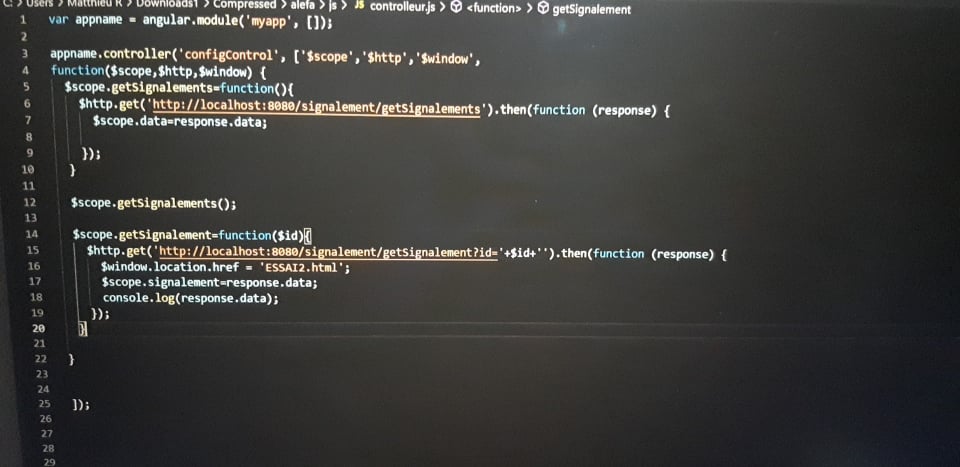 C: > Users > Matthieu R > Downloads1 > Compressed > alefa > js > JS controlleur.js > <function> > getSignalement
1 var appname = angular.module('myapp', []);
2
3 appname.controller('configControl', ['$scope','$http','$window',
4 function($scope,$http,$window) {
5 $scope.getSignalements=function(){
6 $http.get('http://localhost:8080/signalement/getSignalements').then(function (response) {
7 $scope.data=response.data;
8
9 });
10 }
11
12 $scope.getSignalements();
13
14 $scope.getSignalement=function($id){
15 $http.get('http://localhost:8080/signalement/getSignalement?id='+$id+'').then(function (response) {
16 $window.location.href = 'ESSAI2.html';
17 $scope.signalement=response.data;
18 console.log(response.data);
19 });
20 }
21
22 }
23
24
25 ]);
26
27
28
29